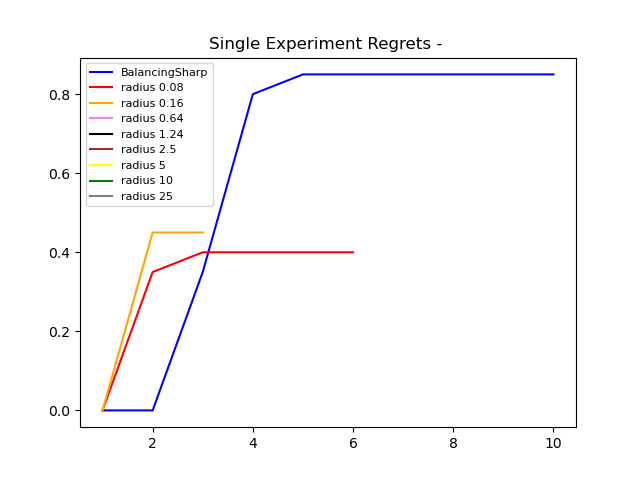 Single Experiment Regrets -
BalancingSharp
radius 0.08
radius 0.16
radius 0.64
radius 1.24
radius 2.5
radius 5
radius 10
radius 25
0.8
0.6
0.4
0.2
0.0
2 4 6 8 10